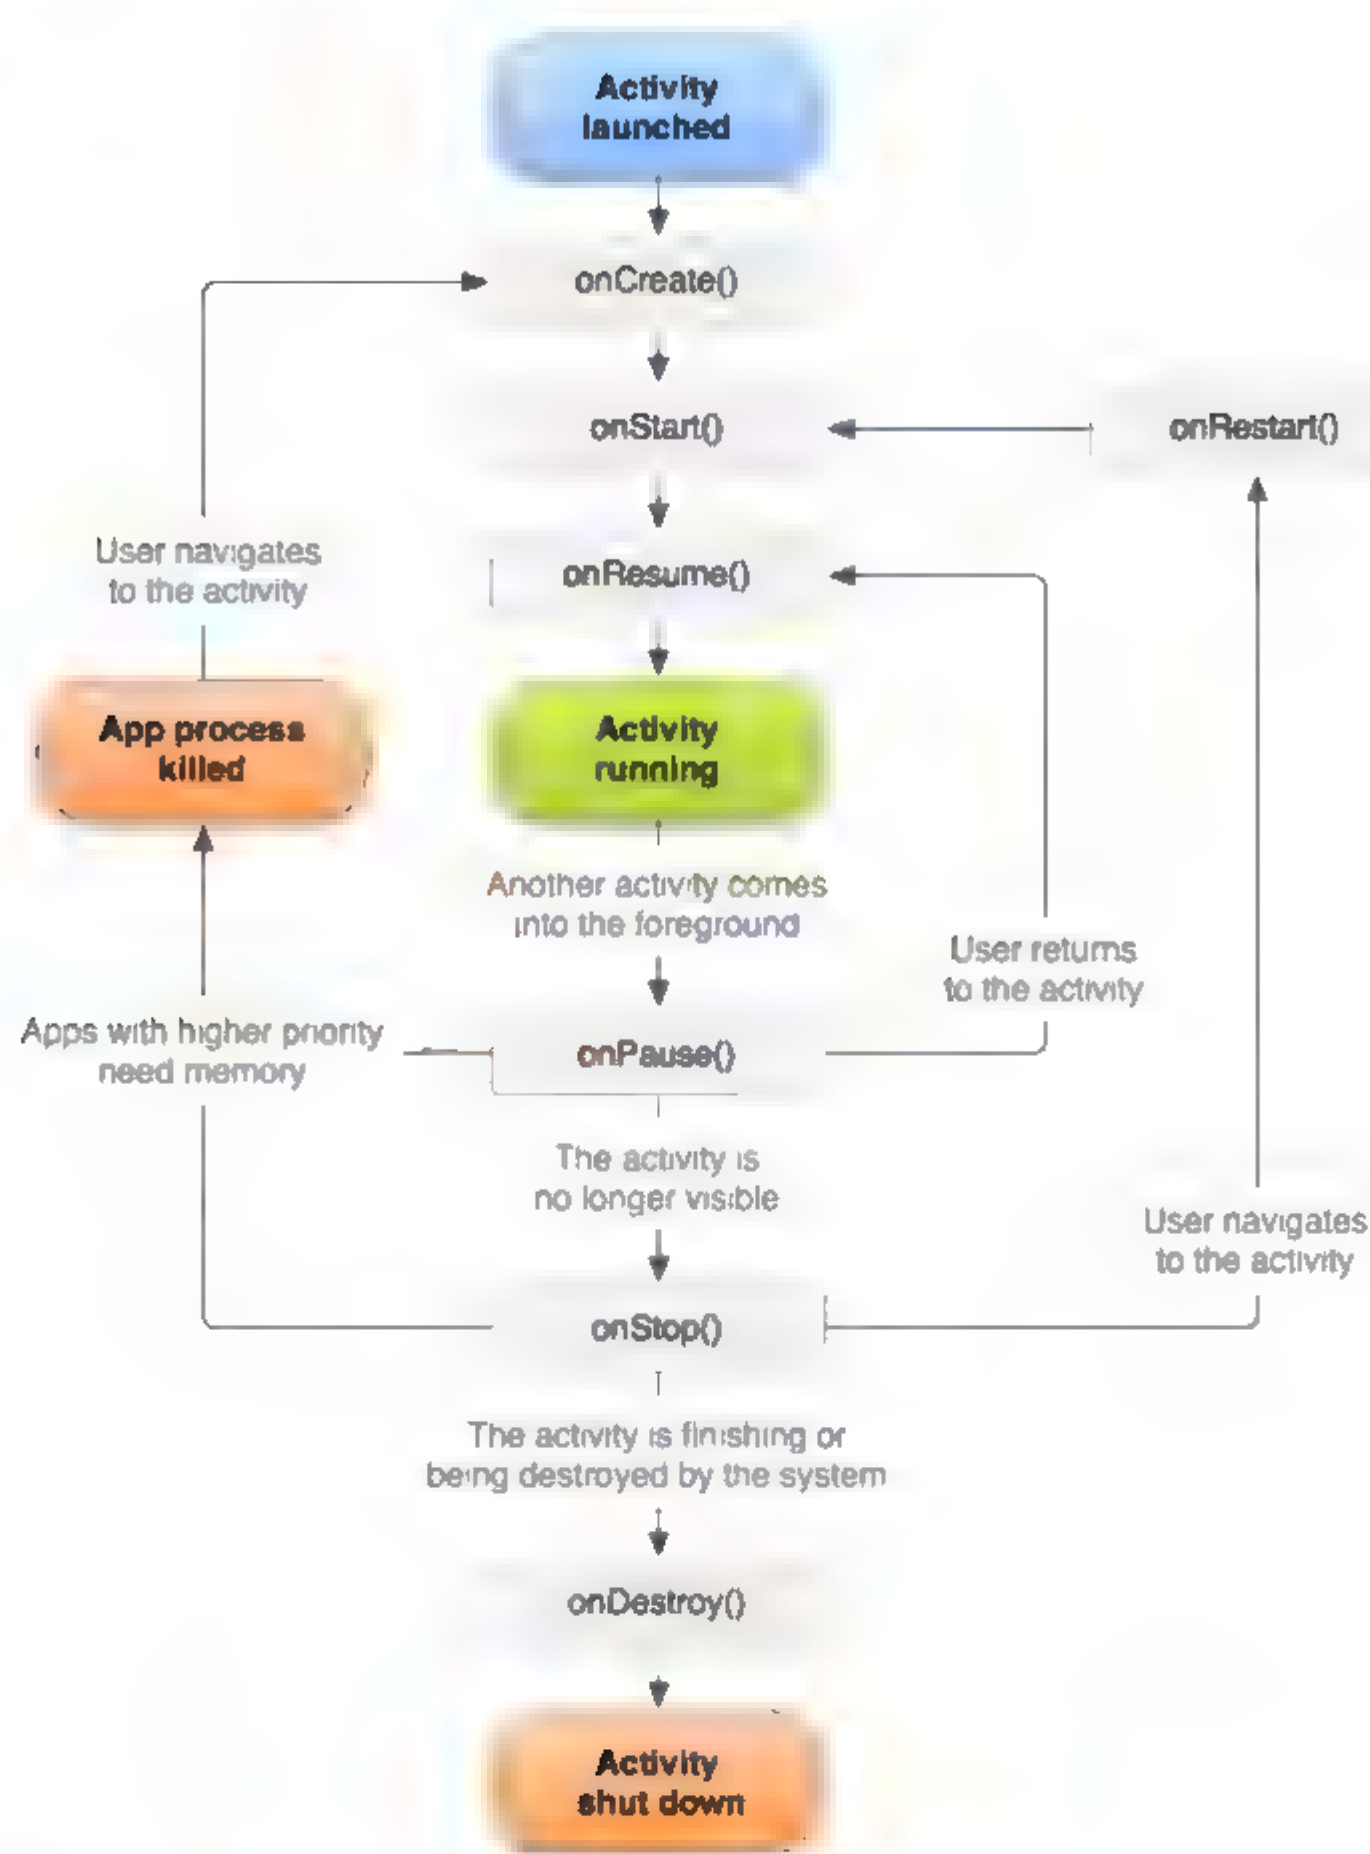 Activity
launched
onCreate()
onStart()
onRestart()
User navigates
to the activity
onResume()
App process
killed
Activity
running
Another activity comes
into the foreground
User returns
to the activity
Apps with higher priority
need memory
onPause()
The activity is
no longer visible
User navigates
to the activity
onStop()
The activity is finishing or
being destroyed by the system
onDestroy()
Activity
shut down